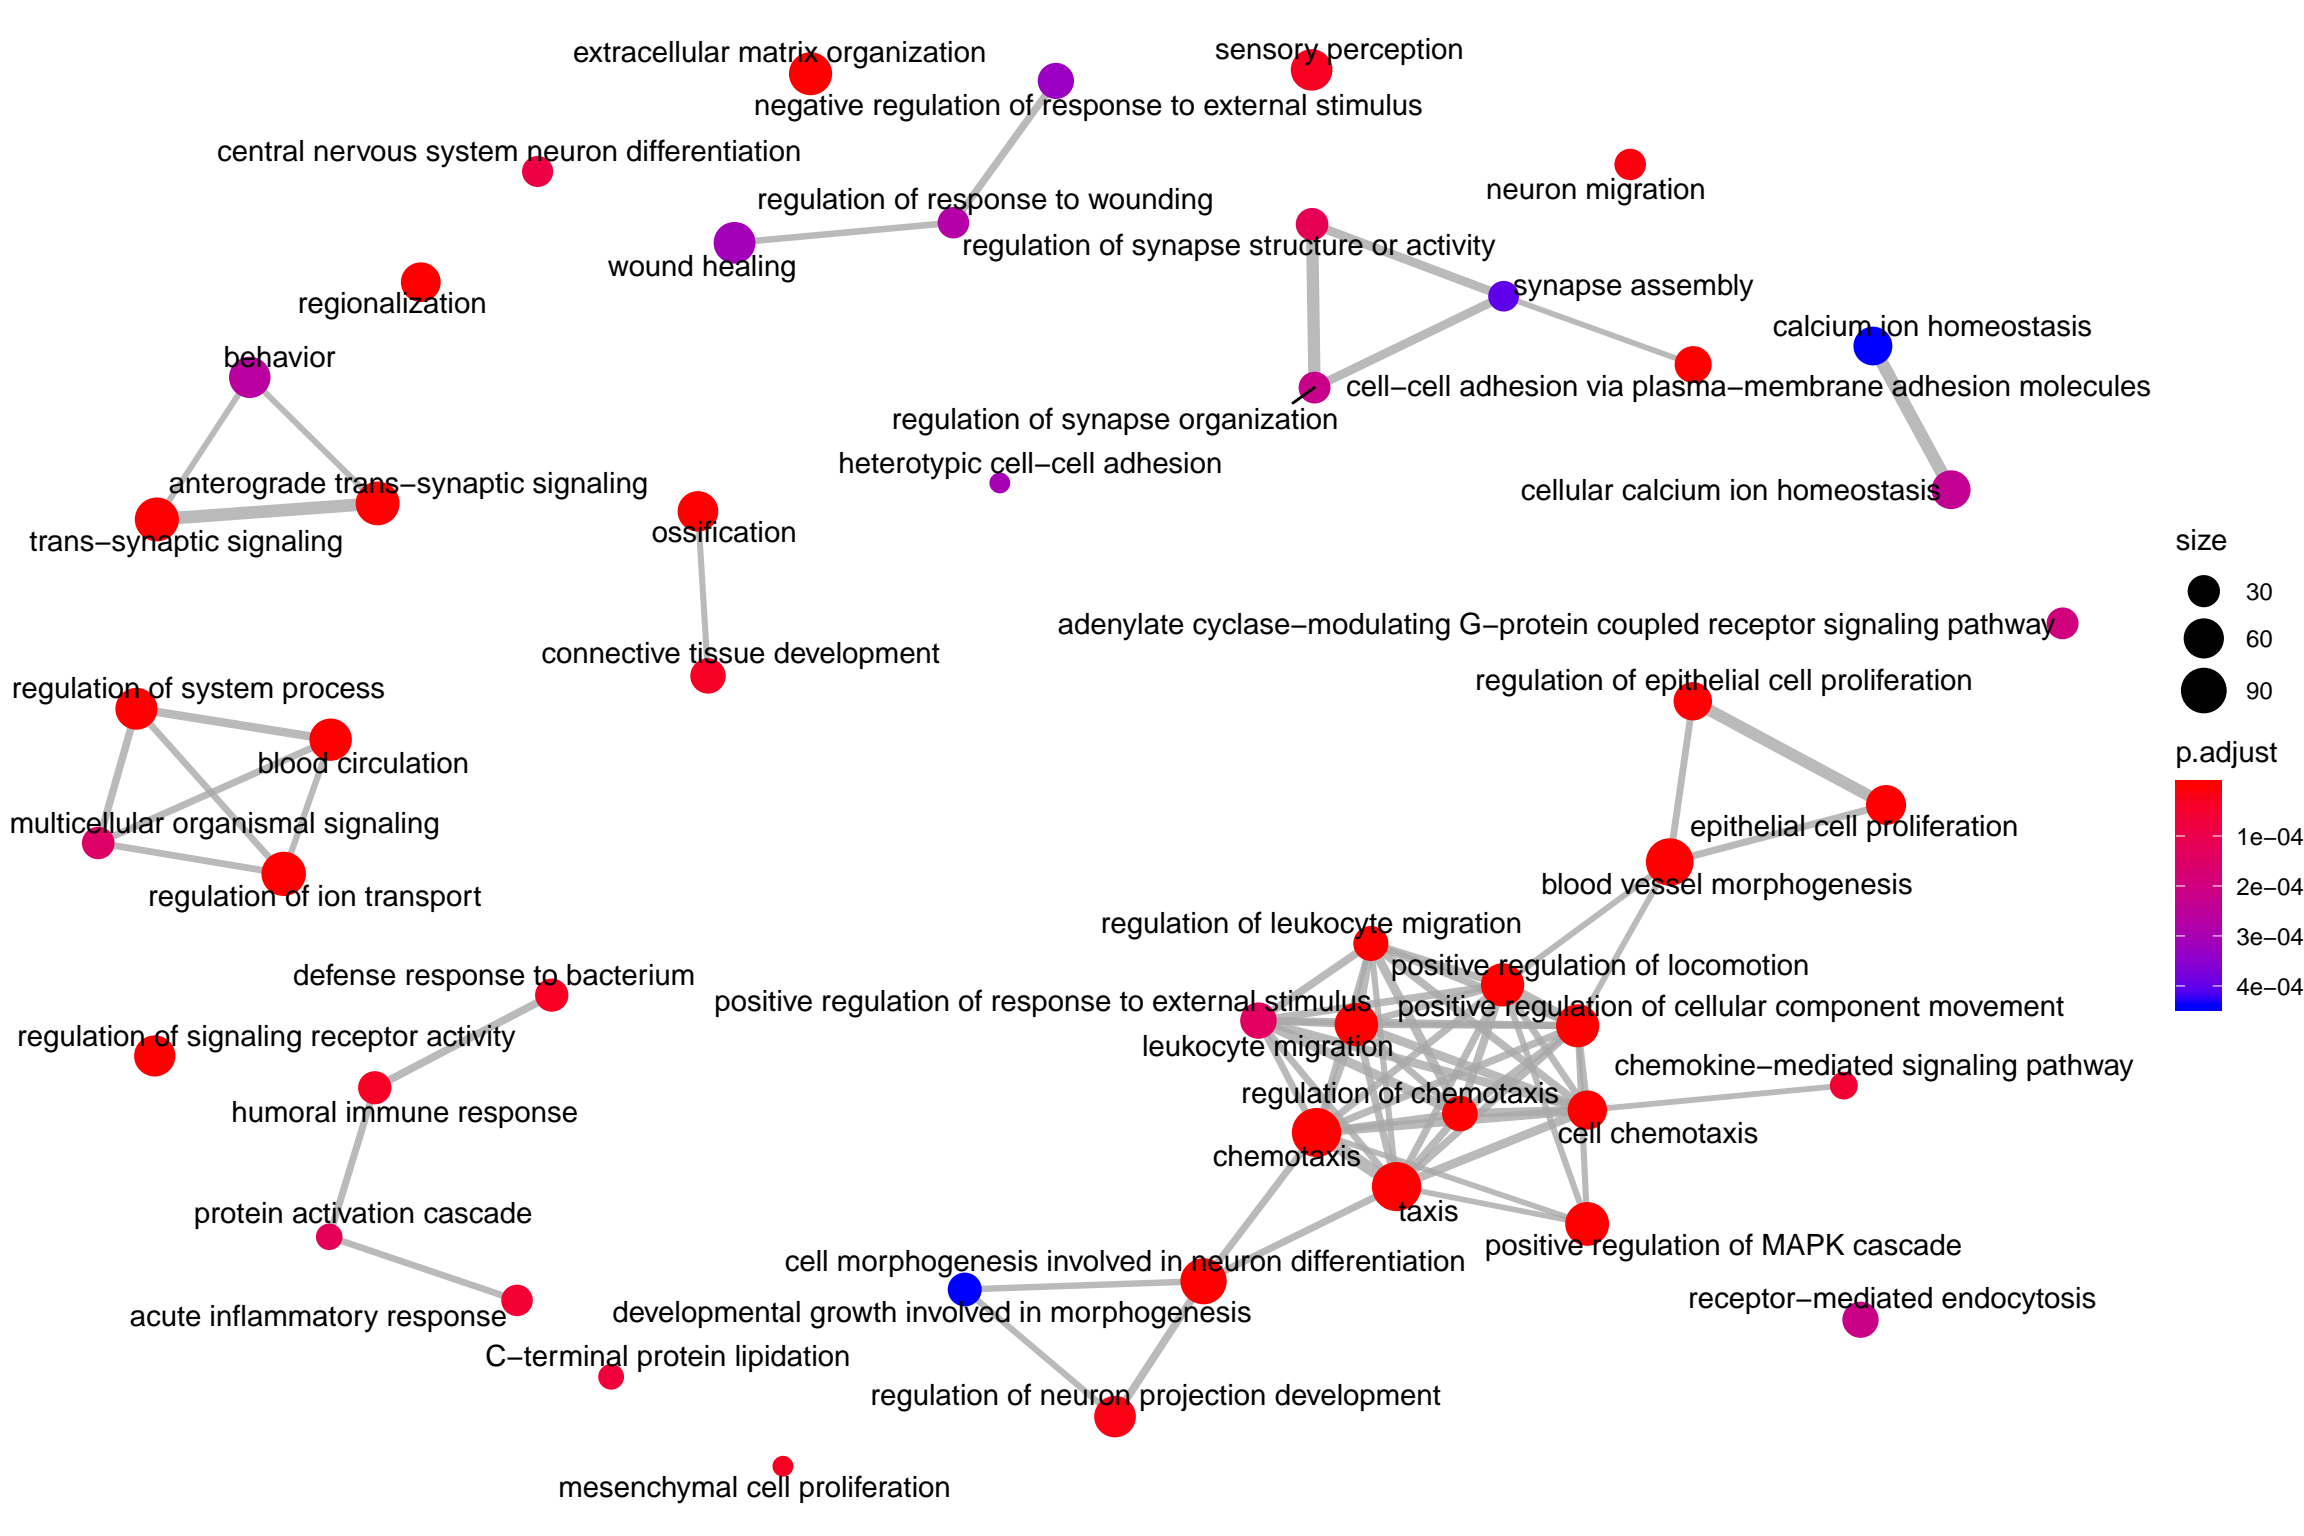 extracellular matrix organization
sensory perception
negative regulation of response to external stimulus
central nervous system neuron differentiation
neuron migration
regulation of response to wounding
regulation of synapse structure or activity
wound healing
synapse assembly
regionalization
calcium ion homeostasis
behavior
cell−cell adhesion via plasma−membrane adhesion molecules
regulation of synapse organization
heterotypic cell−cell adhesion
anterograde trans−synaptic signaling
cellular calcium ion homeostasis
ossification
trans−synaptic signaling
size
30
60
90
adenylate cyclase−modulating G−protein coupled receptor signaling pathway
connective tissue development
regulation of epithelial cell proliferation
regulation of system process
p.adjust
1e−04
2e−04
3e−04
4e−04
blood circulation
multicellular organismal signaling
epithelial cell proliferation
blood vessel morphogenesis
regulation of ion transport
regulation of leukocyte migration
positive regulation of locomotion
defense response to bacterium
positive regulation of response to external stimulus
positive regulation of cellular component movement
regulation of signaling receptor activity
leukocyte migration
chemokine−mediated signaling pathway
regulation of chemotaxis
humoral immune response
cell chemotaxis
chemotaxis
protein activation cascade
taxis
positive regulation of MAPK cascade
cell morphogenesis involved in neuron differentiation
receptor−mediated endocytosis
developmental growth involved in morphogenesis
acute inflammatory response
C−terminal protein lipidation
regulation of neuron projection development
mesenchymal cell proliferation